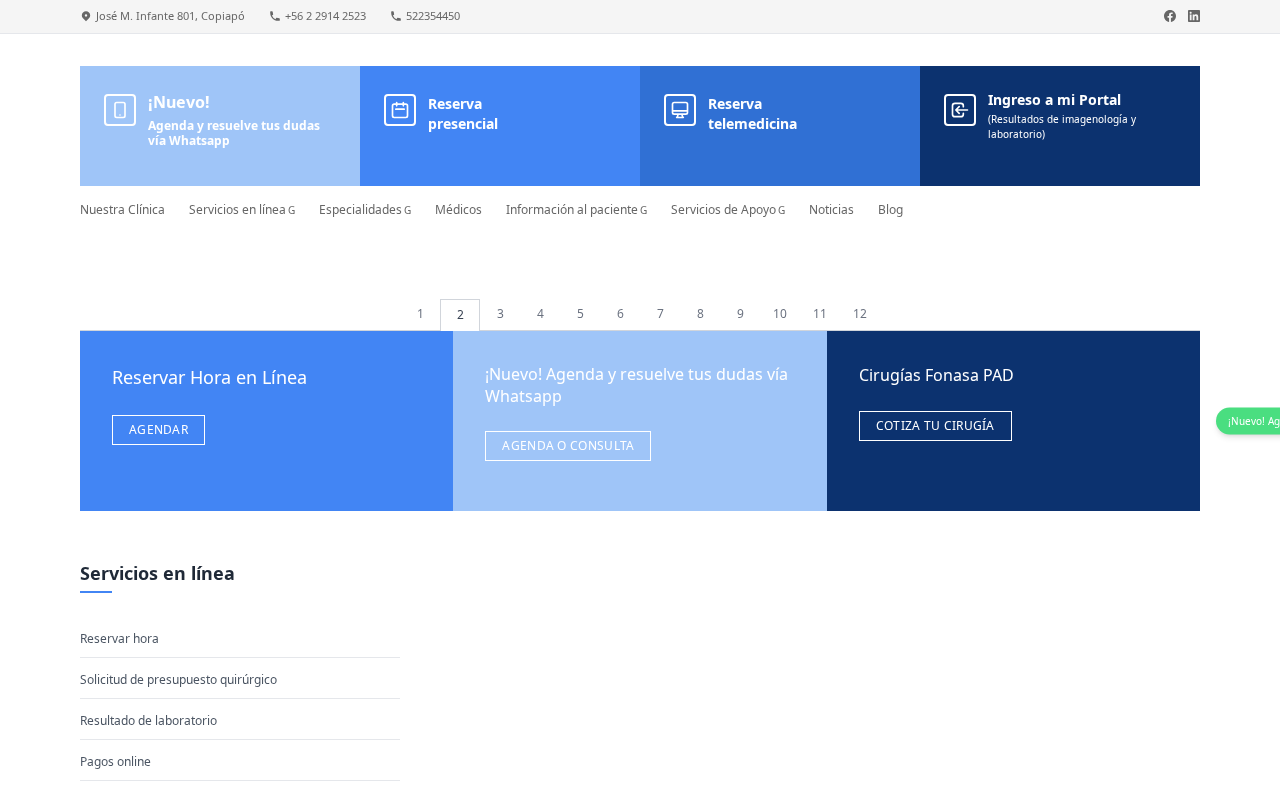 José M. Infante 801, Copiapó
+56 2 2914 2523
522354450
¡Nuevo!
Agenda y resuelve tus dudas
vía Whatsapp
Reserva
presencial
Reserva
telemedicina
Ingreso a mi Portal
(Resultados de imagenología y
laboratorio)
Nuestra Clínica
Servicios en línea G
Especialidades G
Médicos
Información al paciente G
Servicios de Apoyo G
Noticias
Blog
1 2 3 4 5 6 7 8 9 10 11 12
Reservar Hora en Línea
AGENDAR
¡Nuevo! Agenda y resuelve tus dudas vía
Whatsapp
AGENDA O CONSULTA
Cirugías Fonasa PAD
COTIZA TU CIRUGÍA
¡Nuevo! Ag
Servicios en línea
Reservar hora
Solicitud de presupuesto quirúrgico
Resultado de laboratorio
Pagos online